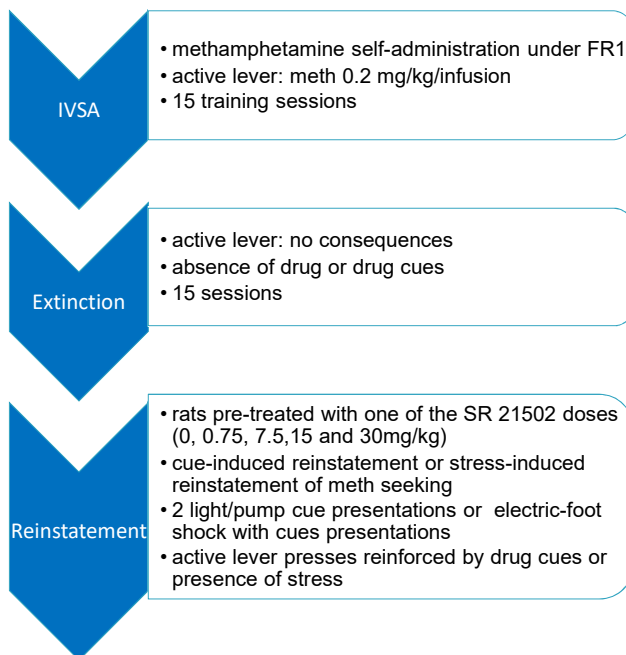 IVSA
• methamphetamine self-administration under FR1
• active lever: meth 0.2 mg/kg/infusion
• 15 training sessions
Extinction
• active lever: no consequences
• absence of drug or drug cues
• 15 sessions
Reinstatement
• rats pre-treated with one of the SR 21502 doses
(0, 0.75, 7.5,15 and 30mg/kg)
• cue-induced reinstatement or stress-induced
reinstatement of meth seeking
• 2 light/pump cue presentations or electric-foot
shock with cues presentations
• active lever presses reinforced by drug cues or
presence of stress